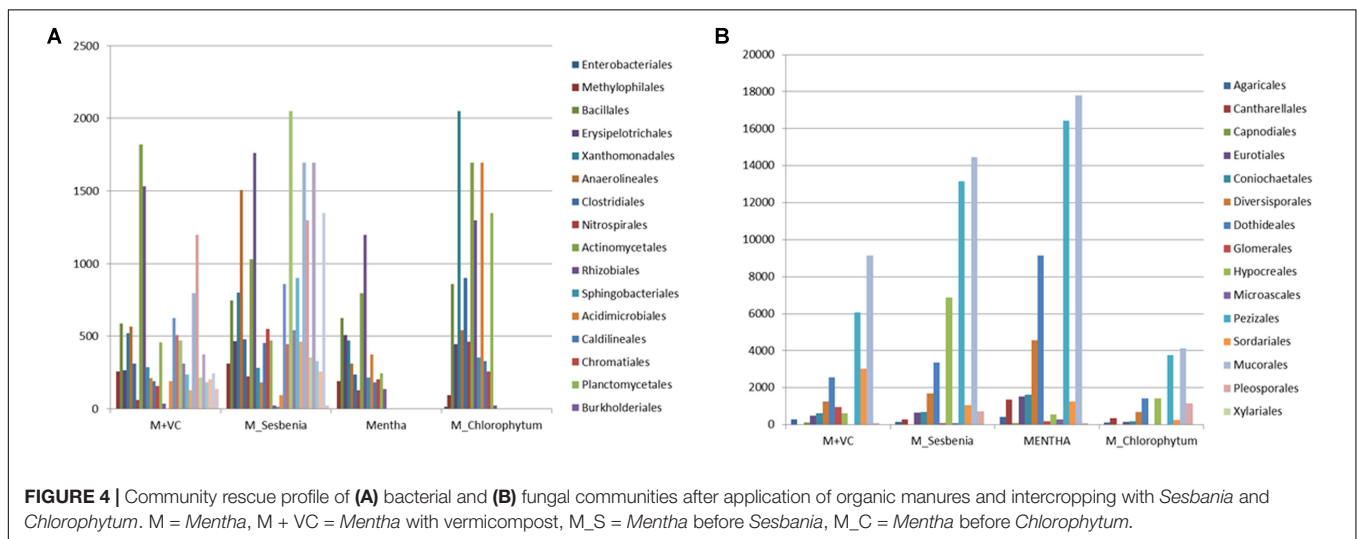 A
2500
2000
1500
1000
500
0
M+VC
M_Sesbenia
Mentha
M_Chlorophytum
Enterobacteriales
Methylophilales
Bacillales
Erysipelotrichales
Xanthomonadales
Anaerolineales
Clostridiales
Nitrospirales
Actinomycetales
Rhizobiales
Sphingobacteriales
Acidimicrobiales
Caldilineales
Chromatiales
Planctomycetales
Burkholderiales
B
20000
18000
16000
14000
12000
10000
8000
6000
4000
2000
0
M+VC
M_Sesbenia
MENTHA
M_Chlorophytum
Agaricales
Cantharellales
Capnodiales
Eurotiales
Coniochaetales
Diversisporales
Dothideales
Glomerales
Hypocreales
Microascales
Pezizales
Sordariales
Mucorales
Pleosporales
Xylariales
FIGURE 4 | Community rescue profile of (A) bacterial and (B) fungal communities after application of organic manures and intercropping with Sesbania and
Chlorophytum. M = Mentha, M + VC = Mentha with vermicompost, M_S = Mentha before Sesbania, M_C = Mentha before Chlorophytum.